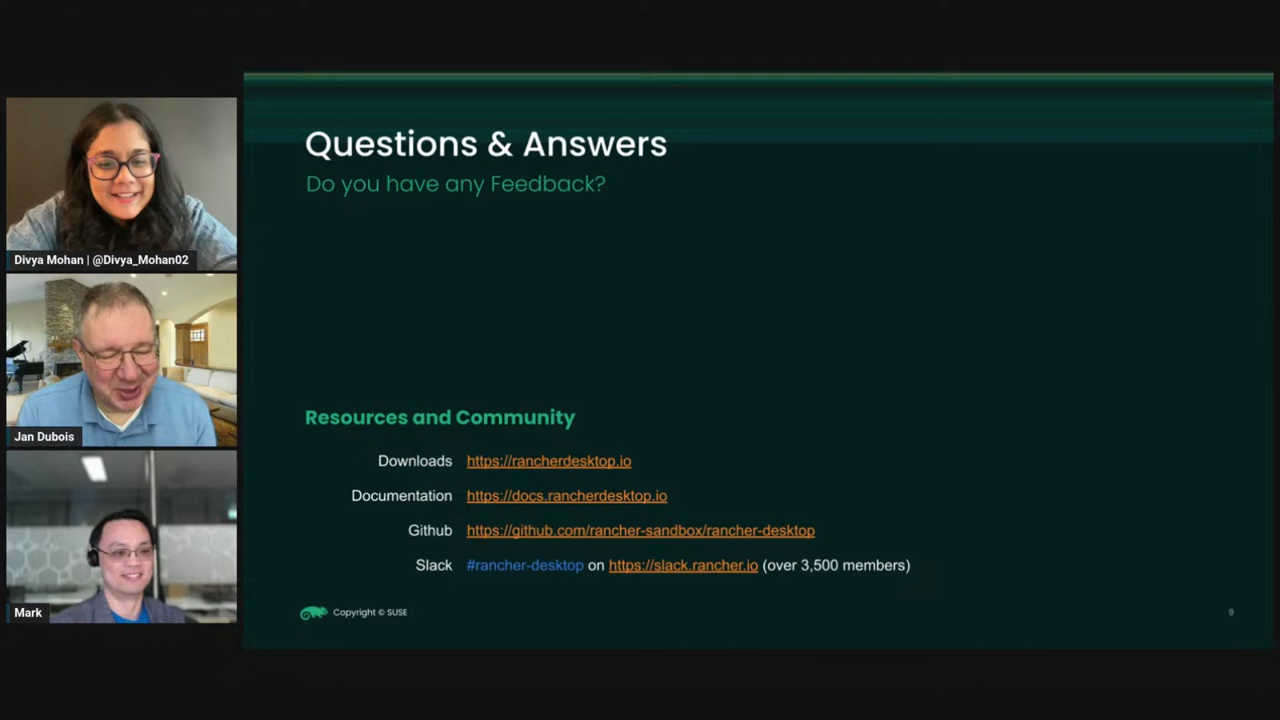 Questions & Answers
Do you have any Feedback?
Divya Mohan | @Divya_Mohan02
Jan Dubois
Mark
Resources and Community
Downloads https://rancherdesktop.io
Documentation https://docs.rancherdesktop.io
Github https://github.com/rancher-sandbox/rancher-desktop
Slack #rancher-desktop on https://slack.rancher.io (over 3,500 members)
Copyright © SUSE
9